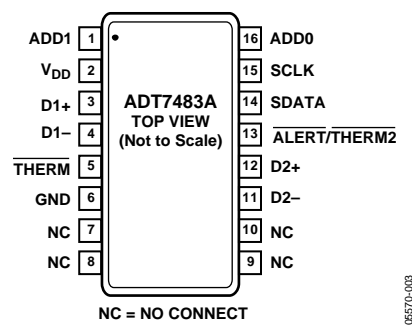 ADD1 1
VDD 2
D1+ 3
D1– 4
THERM 5
GND 6
NC 7
NC 8
ADT7483A
TOP VIEW
(Not to Scale)
16 ADD0
15 SCLK
14 SDATA
13 ALERT/THERM2
12 D2+
11 D2–
10 NC
9 NC
NC = NO CONNECT
05570-003